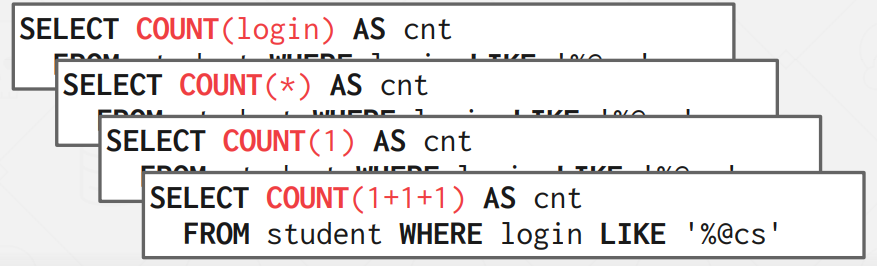 SELECT COUNT(login) AS cnt
SELECT COUNT(*) AS cnt
SELECT COUNT(1) AS cnt
SELECT COUNT(1+1+1) AS cnt
FROM student WHERE login LIKE '%@cs'